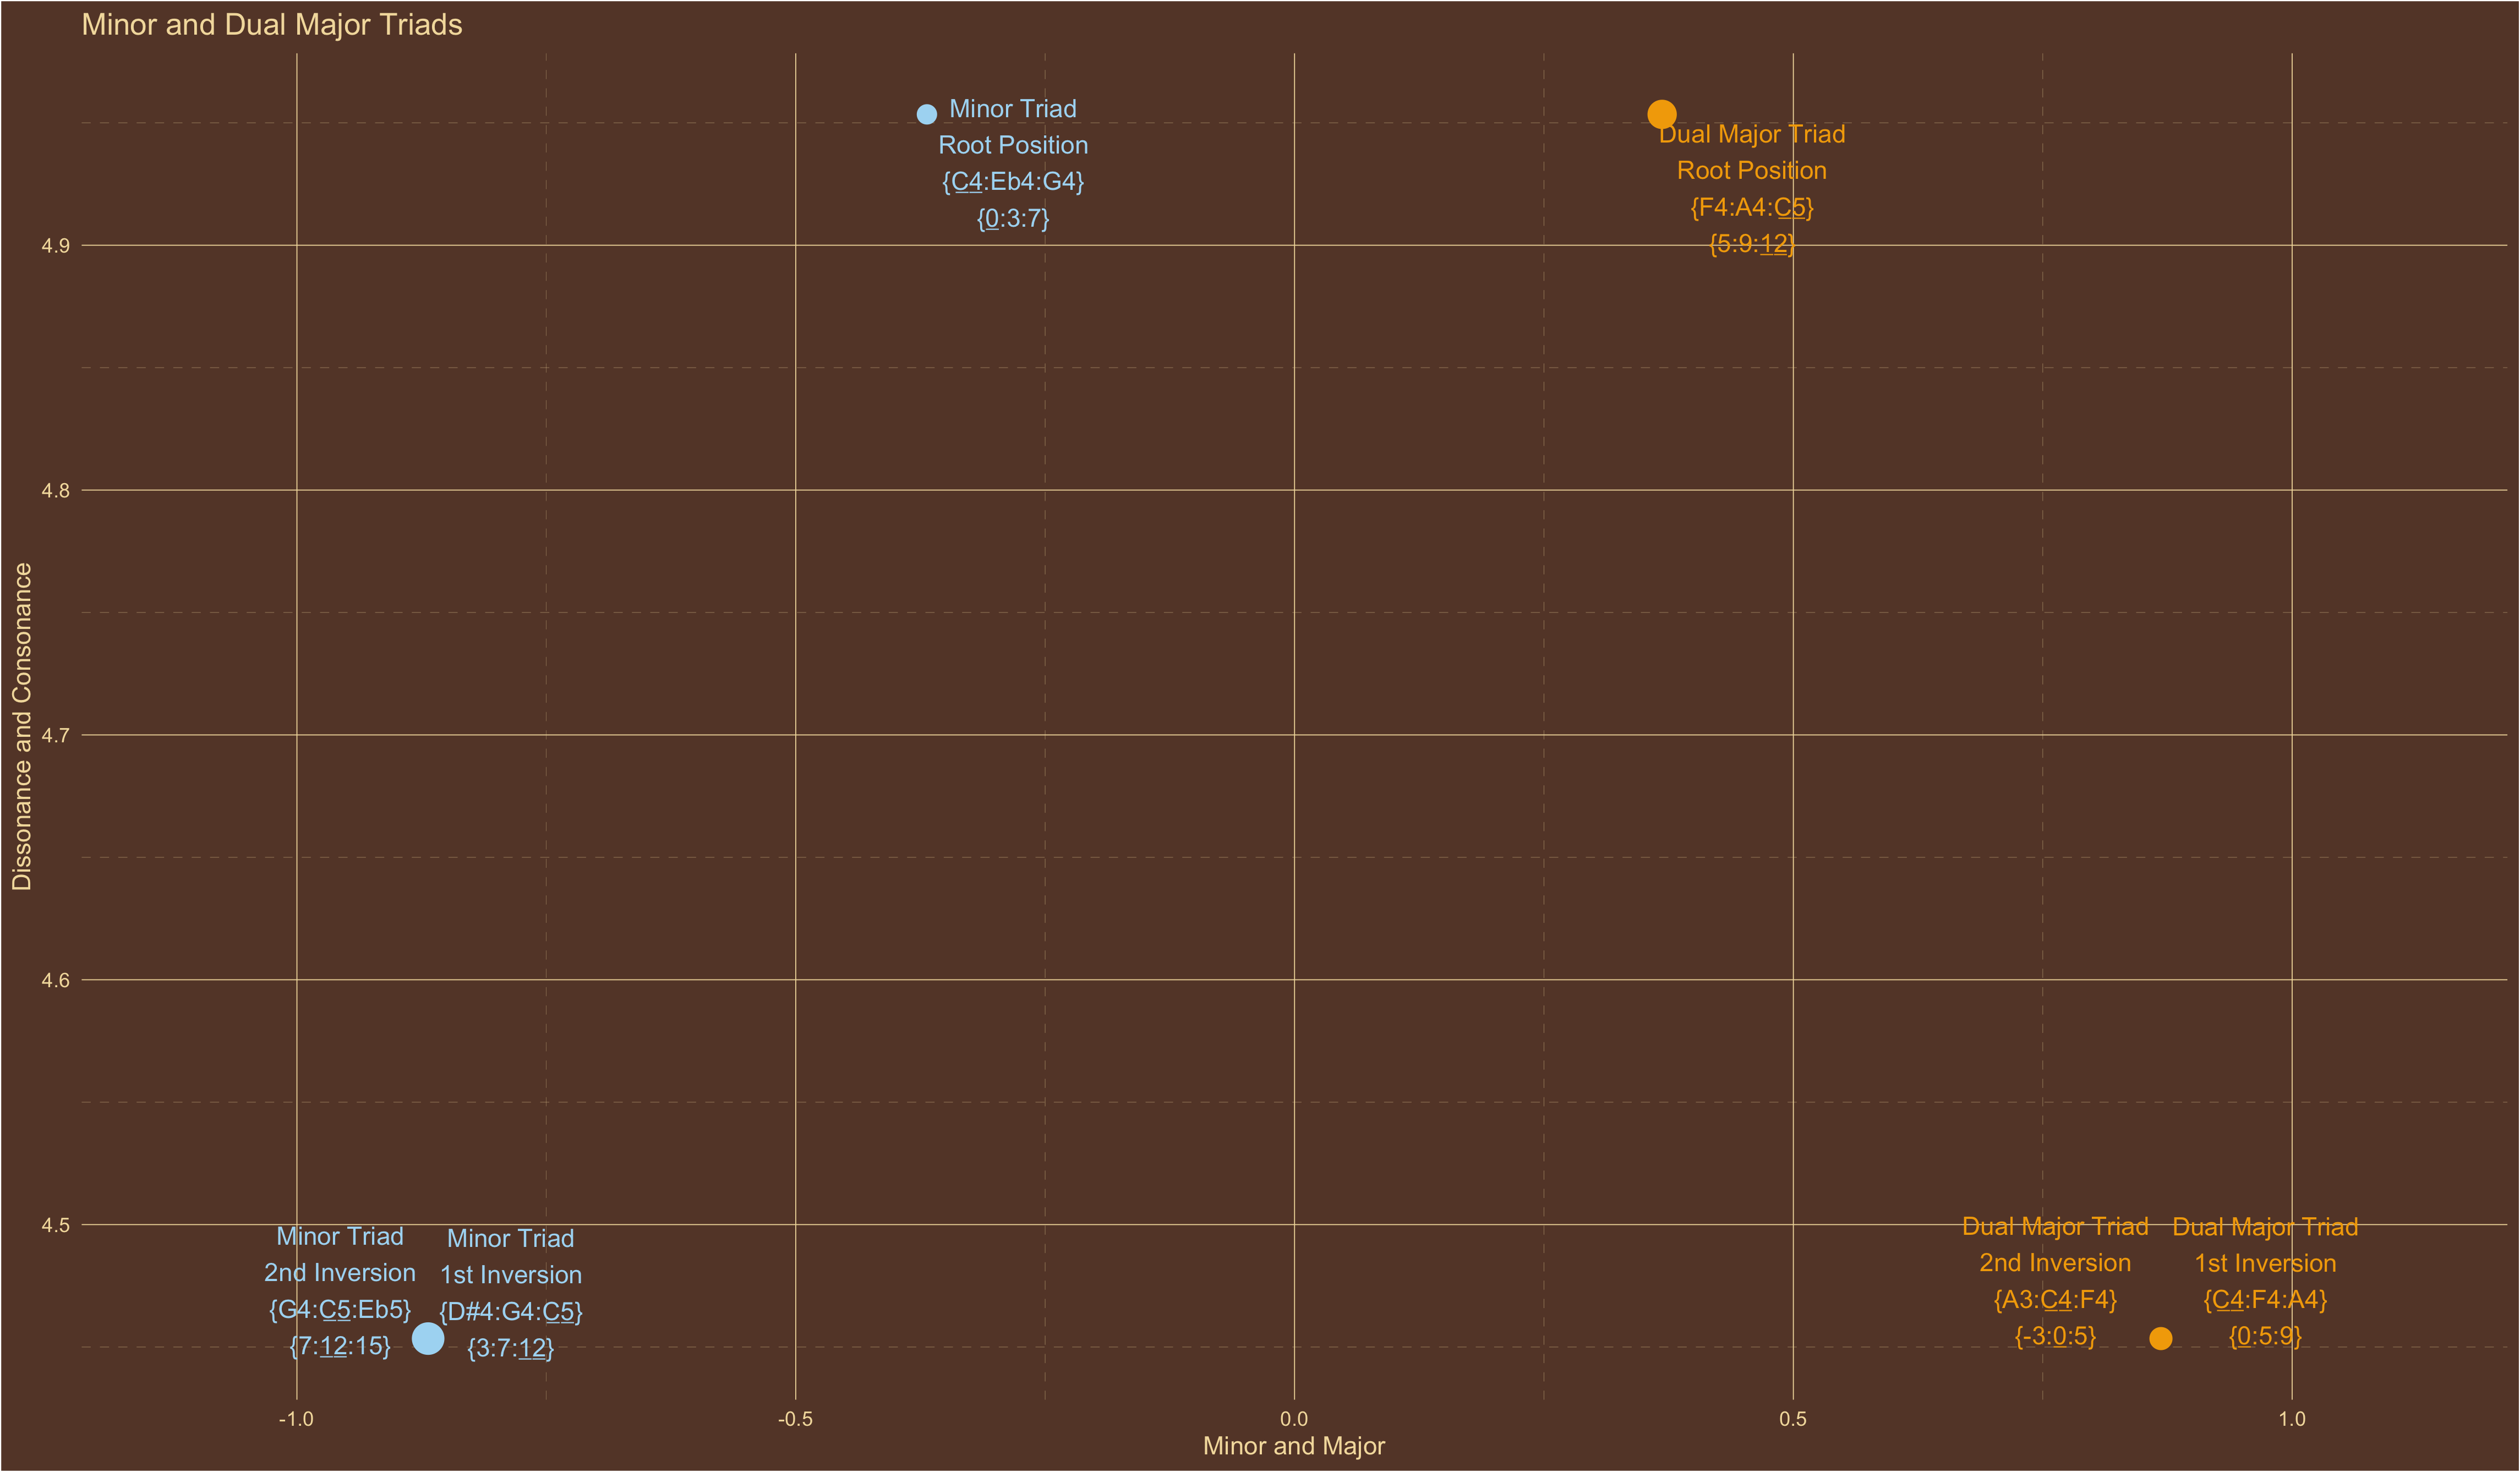 Minor and Dual Major Triads
Minor Triad
Root Position
{C4:Eb4:G4}
{0:3:7}
Dual Major Triad
Root Position
{F4:A4:C5}
{5:9:12}
4.9
4.8
4.7
4.6
4.5
Dissonance and Consonance
Minor Triad
2nd Inversion
{G4:C5:Eb5}
{7:12:15}
Minor Triad
1st Inversion
{D#4:G4:C5}
{3:7:12}
Dual Major Triad
2nd Inversion
{A3:C4:F4}
{-3:0:5}
Dual Major Triad
1st Inversion
{C4:F4:A4}
{0:5:9}
-1.0 -0.5 0.0 0.5 1.0
Minor and Major